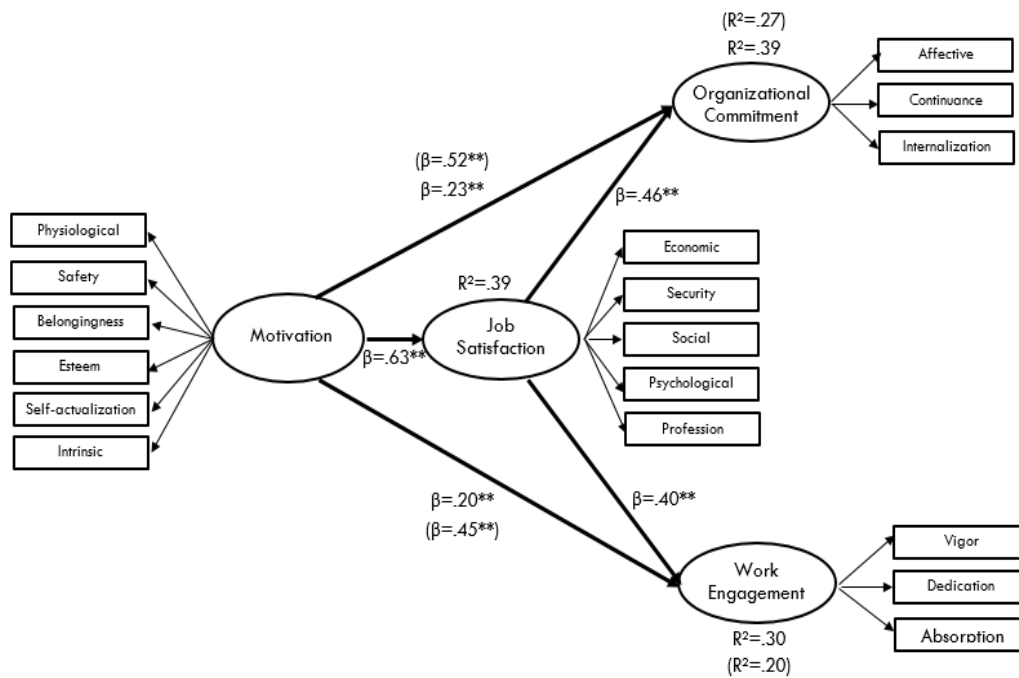 (R²=.27)
R²=.39
Organizational
Commitment
Affective
Continuance
Internalization
(β=.52**)
β=.23**
β=.46**
Physiological
Safety
Belongingness
Esteem
Self-actualization
Intrinsic
Motivation
β=.63**
R²=.39
Job
Satisfaction
Economic
Security
Social
Psychological
Profession
β=.20**
(β=.45**)
β=.40**
Work
Engagement
R²=.30
(R²=.20)
Vigor
Dedication
Absorption